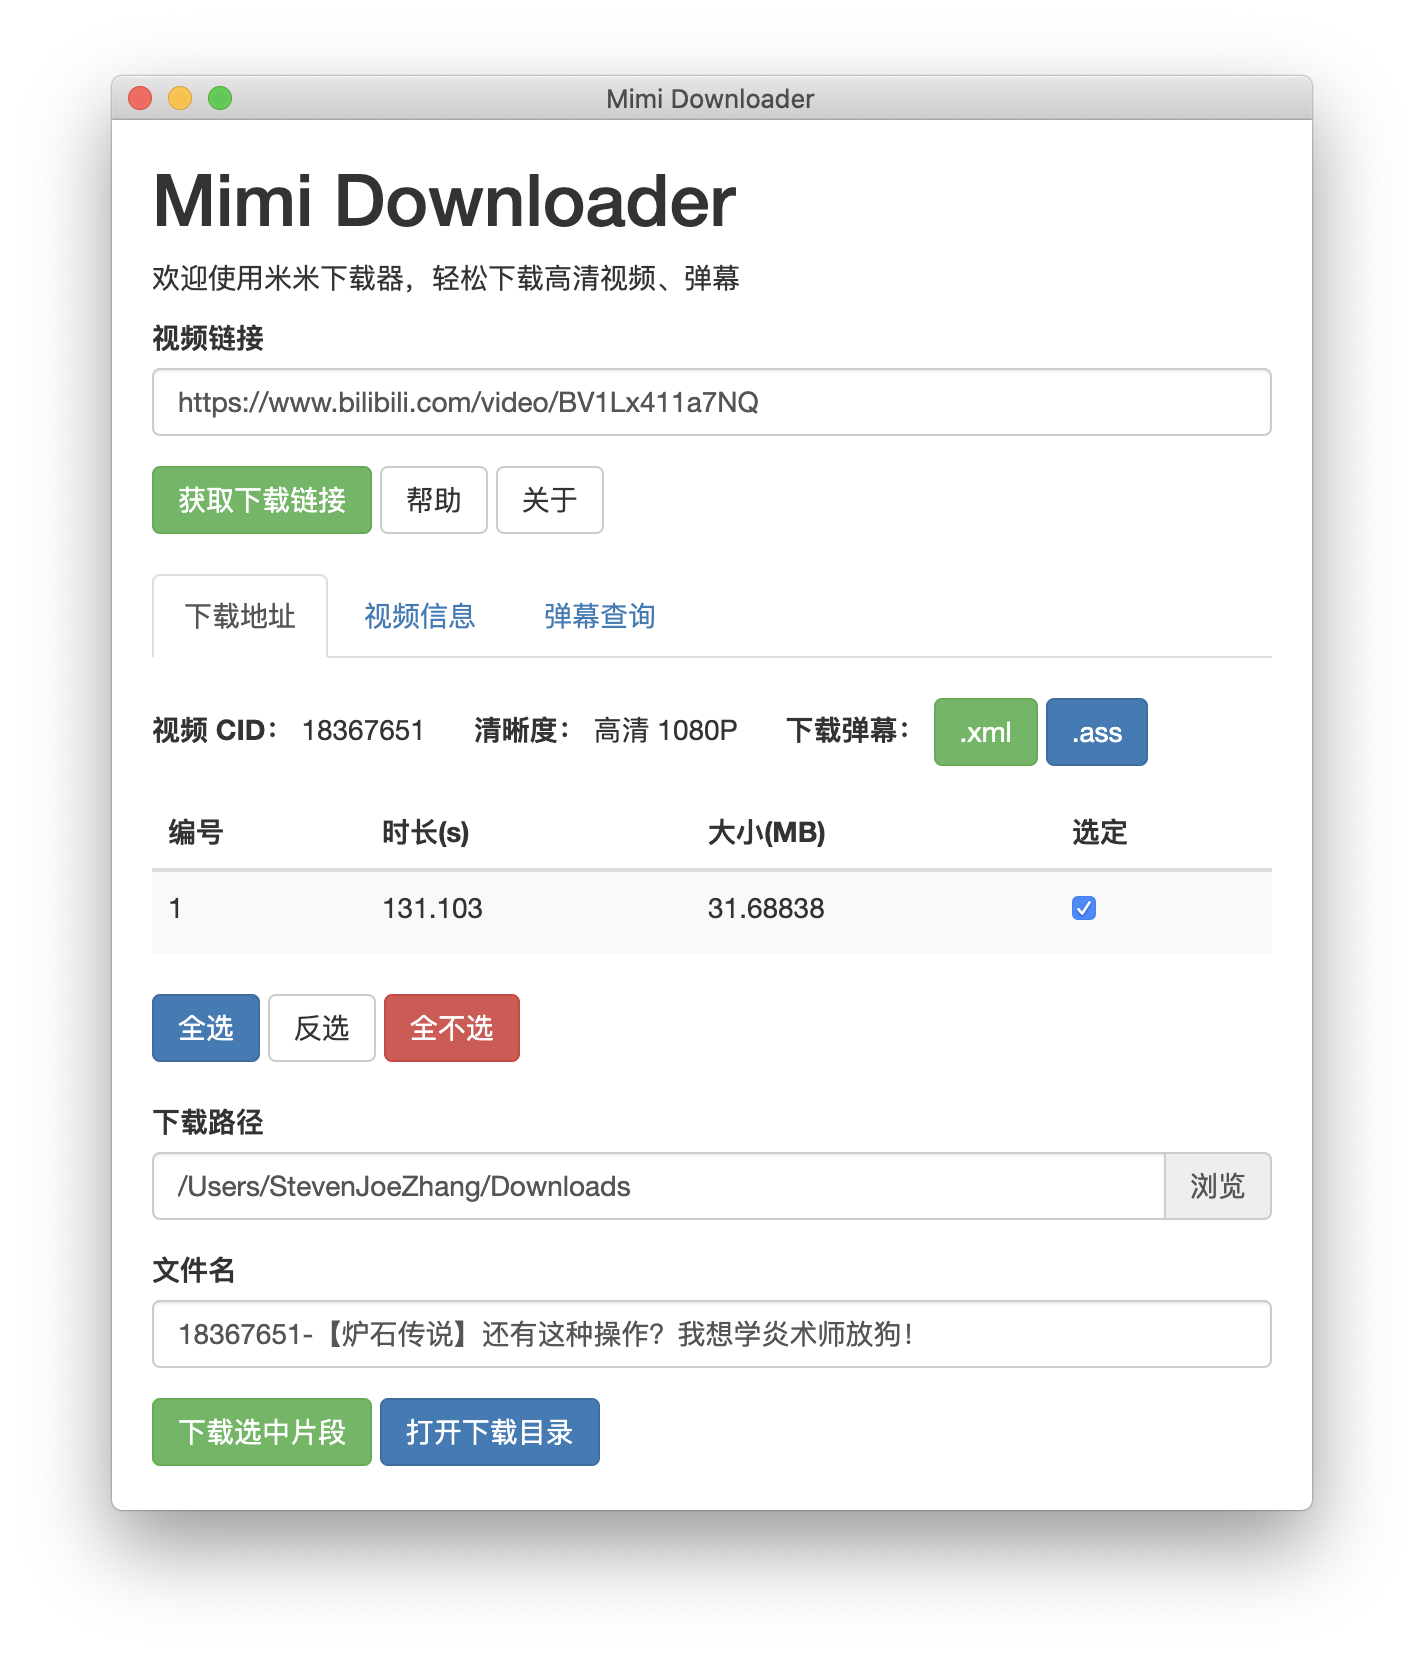 Mimi Downloader
Mimi Downloader
欢迎使用米米下载器，轻松下载高清视频、弹幕
视频链接
https://www.bilibili.com/video/BV1Lx411a7NQ
获取下载链接 帮助 关于
下载地址 视频信息 弹幕查询
视频 CID： 18367651 清晰度： 高清 1080P 下载弹幕： .xml .ass
编号 时长(s) 大小(MB) 选定
1 131.103 31.68838
全选 反选 全不选
下载路径
/Users/StevenJoeZhang/Downloads 浏览
文件名
18367651-【炉石传说】还有这种操作？我想学炎术师放狗！
下载选中片段 打开下载目录